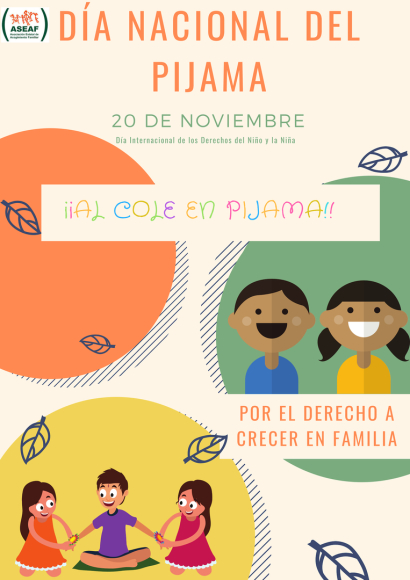 ASEAF
DÍA NACIONAL DEL
PIJAMA
20 DE NOVIEMBRE
Día Internacional de los Derechos del Niño y la Niña
¡¡AL COLE EN PIJAMA!!
POR EL DERECHO A
CRECER EN FAMILIA